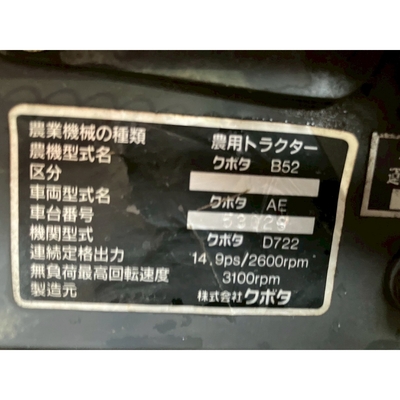 農業機械の種類 農用トラクター
農機型式名 クボタ B52
区分
車両型式名 クボタ AE
車台番号
機関型式 クボタ D722
連続定格出力 14.9ps/2600rpm
無負荷最高回転速度 3100rpm
製造元 株式会社クボタ